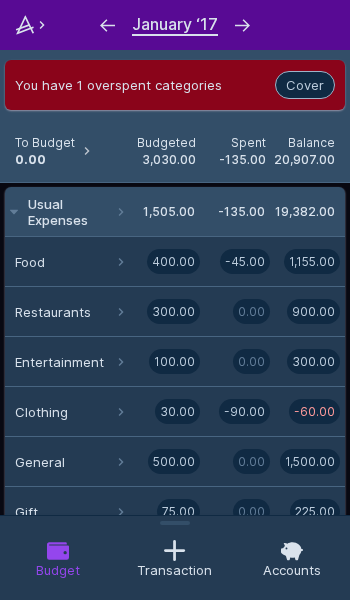 January ‘17
You have 1 overspent categories Cover
To Budget Budgeted Spent Balance
0.00 3,030.00 -135.00 20,907.00
Usual
Expenses 1,505.00 -135.00 19,382.00
Food 400.00 -45.00 1,155.00
Restaurants 300.00 0.00 900.00
Entertainment 100.00 0.00 300.00
Clothing 30.00 -90.00 -60.00
General 500.00 0.00 1,500.00
Gift 75.00 0.00 225.00
Budget Transaction Accounts